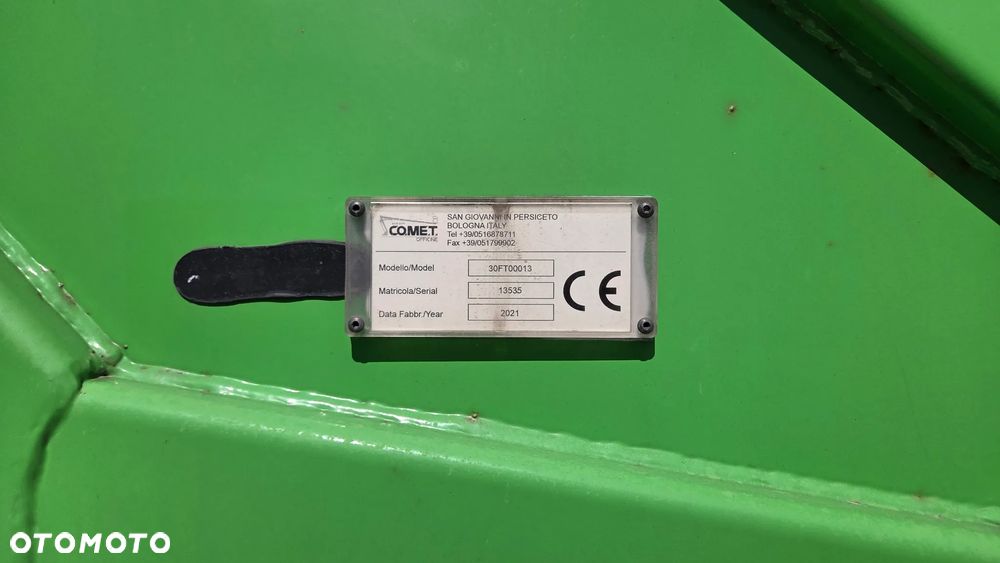 CO.ME.T.
OFFICINE
SAN GIOVANNI IN PERSICETO
BOLOGNA ITALY
Tel +39/0516878711
Fax +39/051799902
Modello/Model 30FT00013
Matricola/Serial 13535
Data Fabbr./Year 2021
CE
OTOMOTO